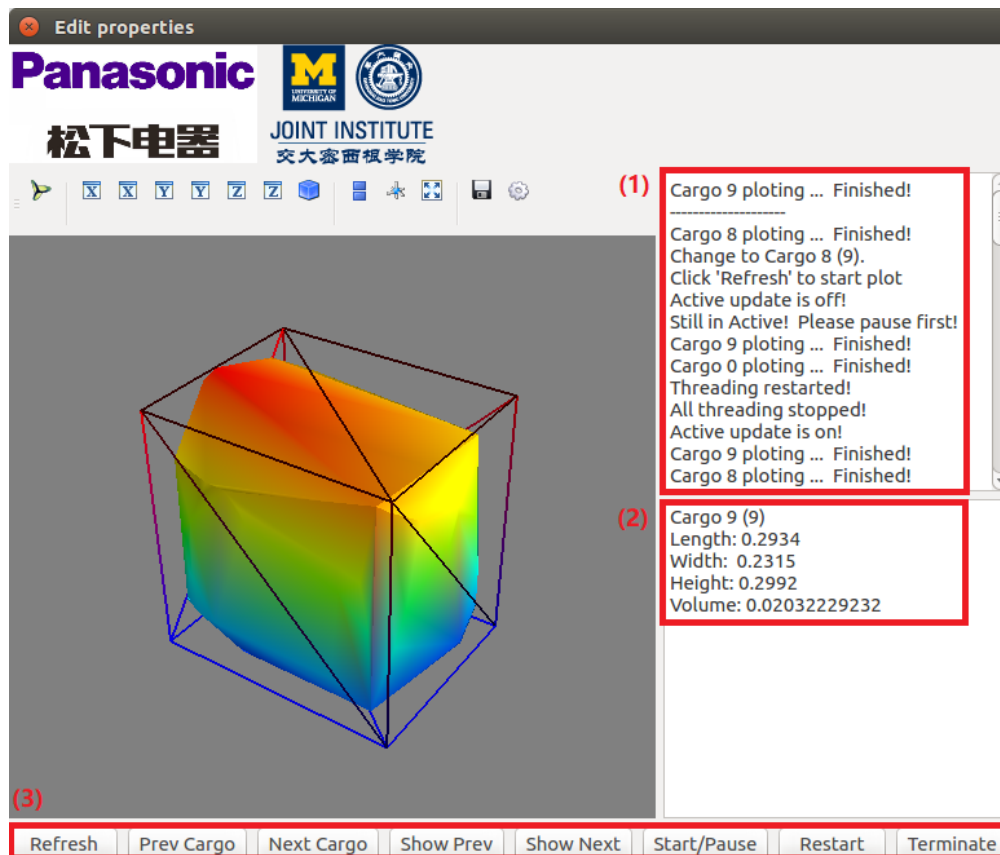 Edit properties
Panasonic
松下电器
UNIVERSITY OF MICHIGAN
JOINT INSTITUTE
交大密西根学院
X X Y Y Z Z
(1)
Cargo 9 ploting ... Finished!
--------------------
Cargo 8 ploting ... Finished!
Change to Cargo 8 (9).
Click 'Refresh' to start plot
Active update is off!
Still in Active! Please pause first!
Cargo 9 ploting ... Finished!
Cargo 0 ploting ... Finished!
Threading restarted!
All threading stopped!
Active update is on!
Cargo 9 ploting ... Finished!
Cargo 8 ploting ... Finished!
(2)
Cargo 9 (9)
Length: 0.2934
Width: 0.2315
Height: 0.2992
Volume: 0.02032229232
(3)
Refresh Prev Cargo Next Cargo Show Prev Show Next Start/Pause Restart Terminate